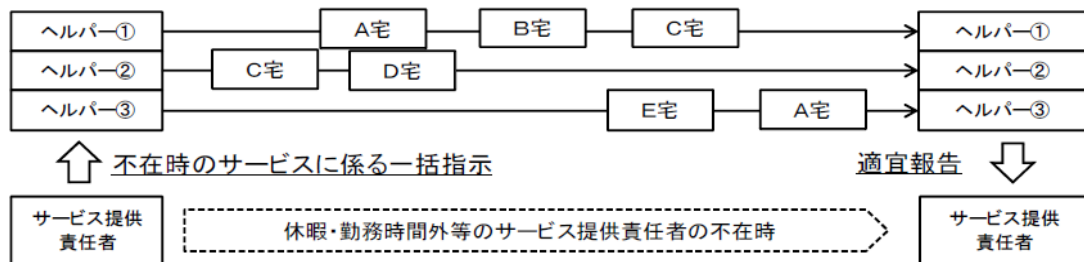 ヘルパー① A宅 B宅 C宅 ヘルパー①
ヘルパー② C宅 D宅 ヘルパー②
ヘルパー③ E宅 A宅 ヘルパー③
不在時のサービスに係る一括指示 適宜報告
サービス提供
責任者
休暇・勤務時間外等のサービス提供責任者の不在時
サービス提供
責任者